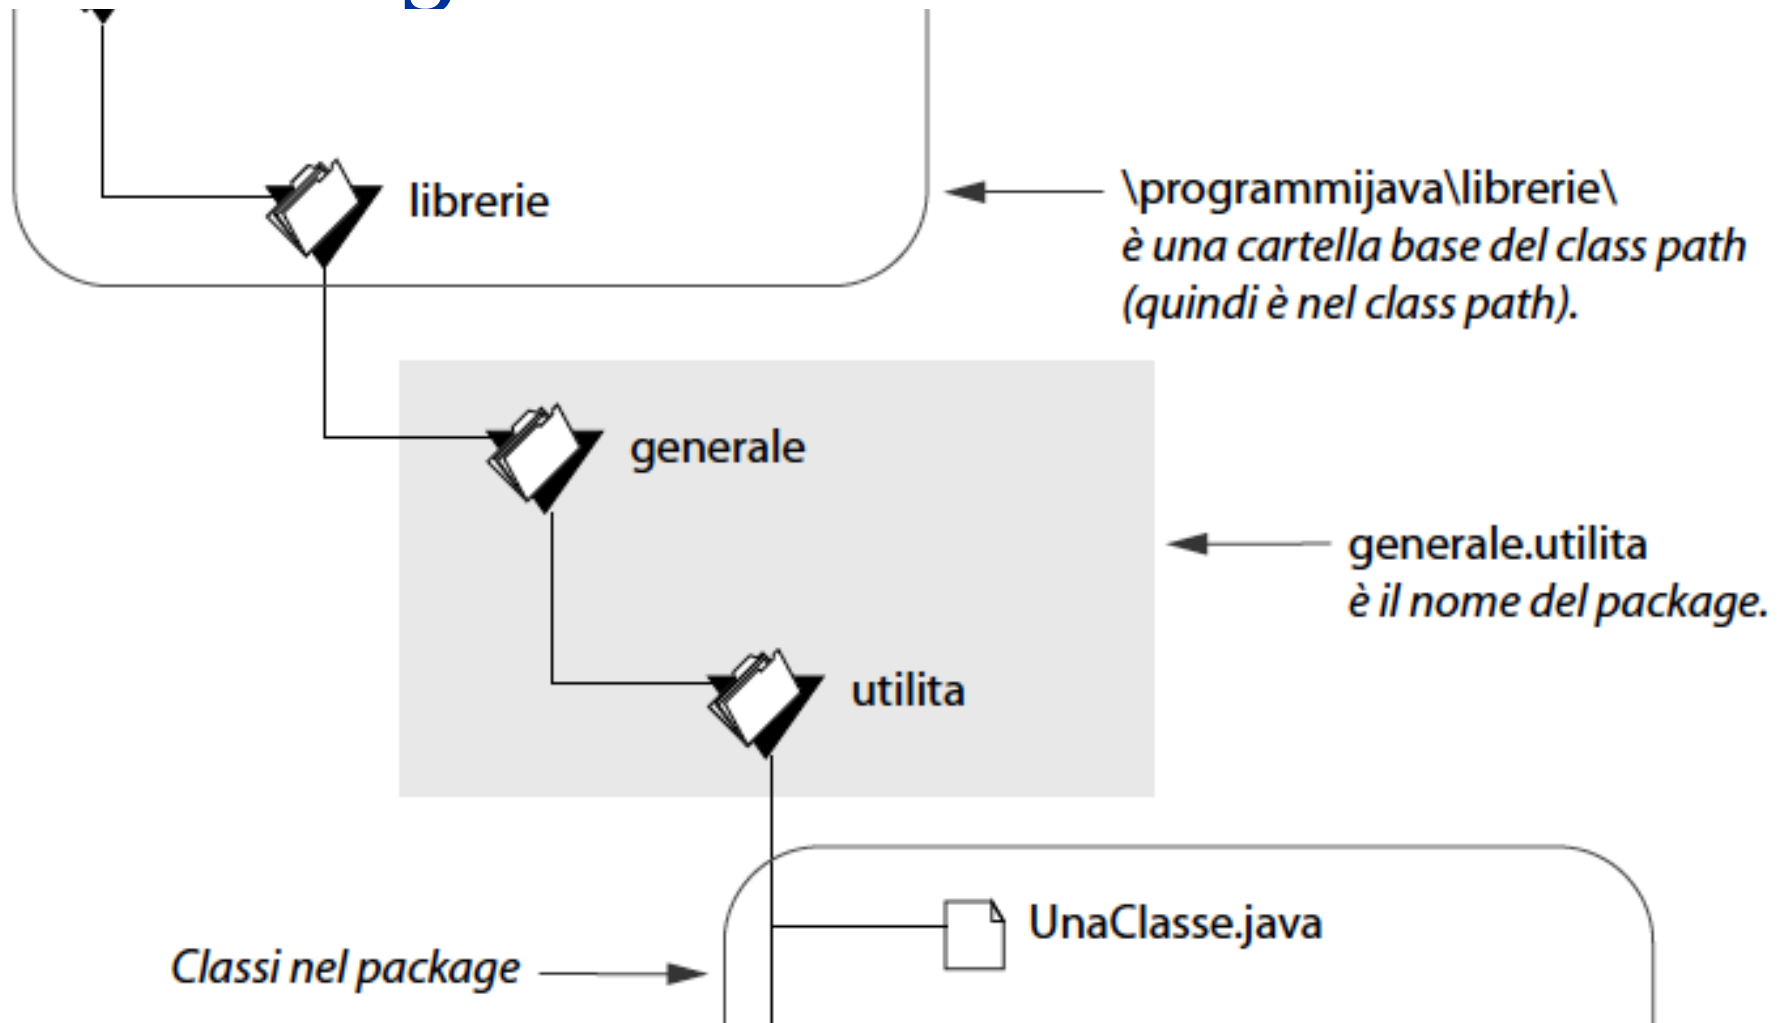 librerie
\programmijava\librerie\
è una cartella base del class path
(quindi è nel class path).
generale
generale.utilita
è il nome del package.
utilita
UnaClasse.java
Classi nel package